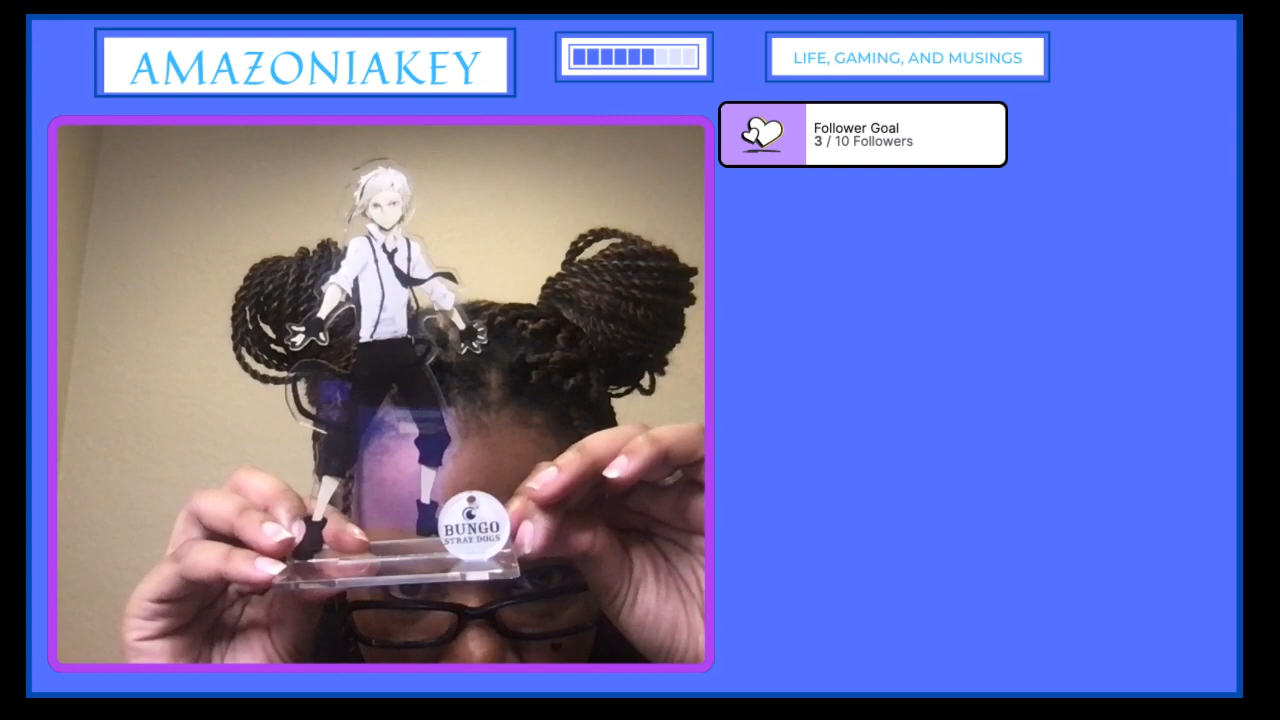 AMAZONIAKEY
LIFE, GAMING, AND MUSINGS
Follower Goal
3 / 10 Followers
BUNGO
STRAY DOGS